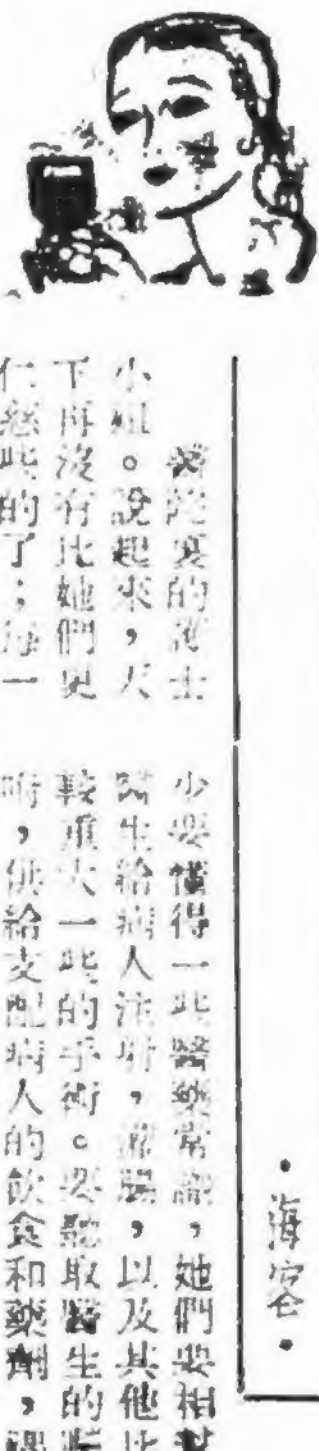 ·海客·
醫院裏的護士
小姐。說起來,天
下再沒有比她們更
仁慈些的了;每一
少要懂得一些醫藥常識,她們要相幫
醫生給病人注射,灌腸,以及其他比
較重大一些的手術。要聽取醫生的
咐,供給支配病人的飲食和藥劑,